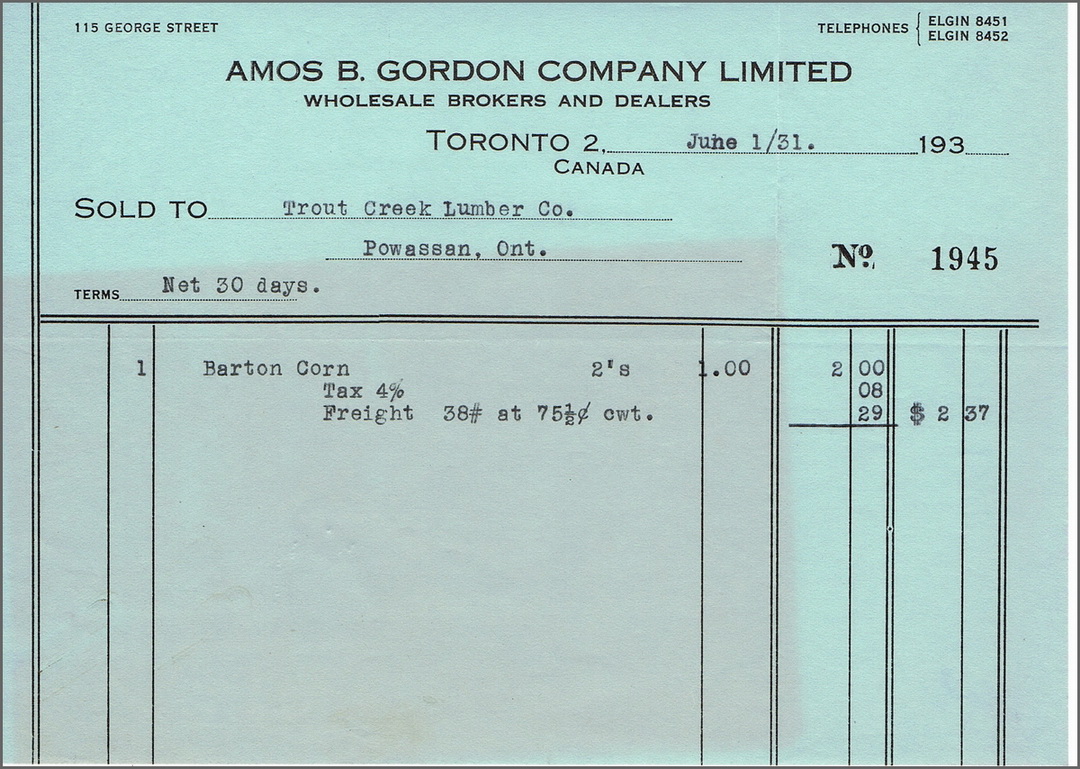 115 GEORGE STREET
TELEPHONES { ELGIN 8451
ELGIN 8452
AMOS B. GORDON COMPANY LIMITED
WHOLESALE BROKERS AND DEALERS
TORONTO 2, June 1/31. 193
CANADA
SOLD TO Trout Creek Lumber Co.
Powassan, Ont.
Nº 1945
TERMS Net 30 days.
1 Barton Corn 2's 1.00 2 00
Tax 4% 08
Freight 38# at 75½¢ cwt. 29 $ 2 37